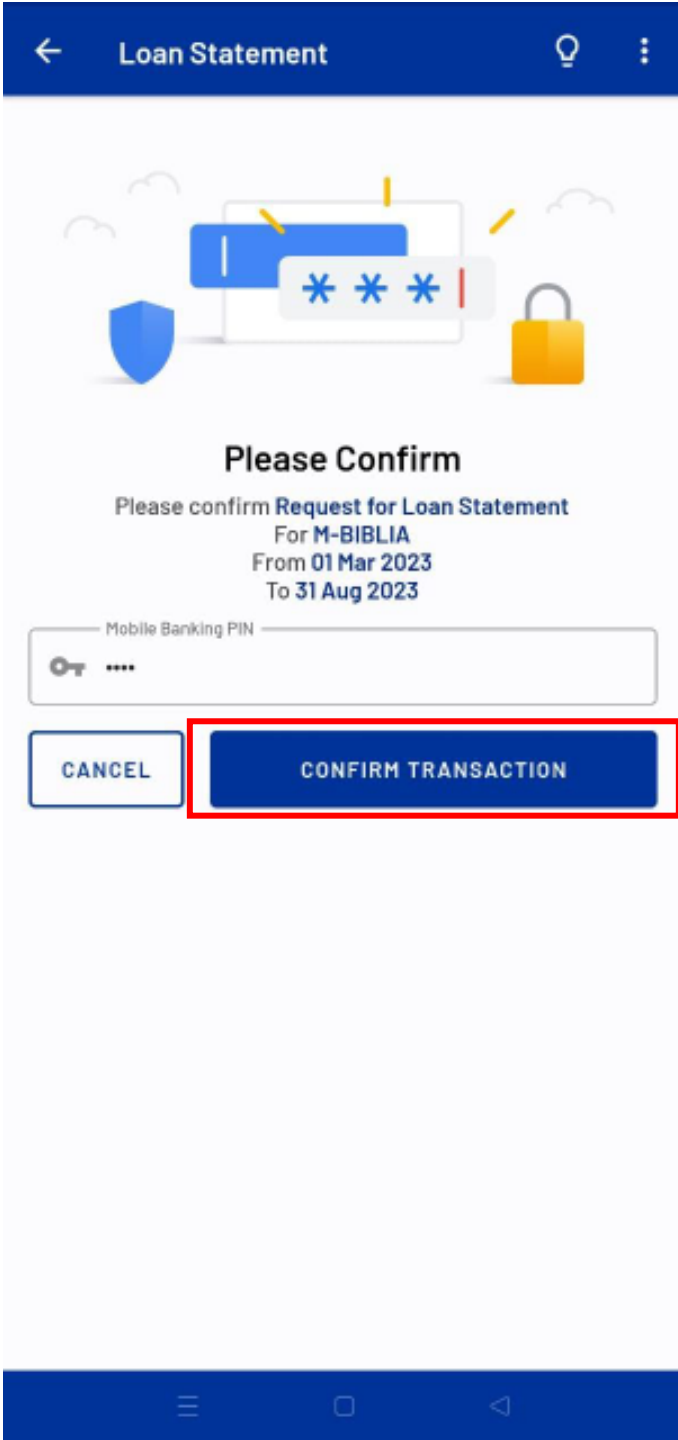 Loan Statement
***
Please Confirm
Please confirm Request for Loan Statement
For M-BIBLIA
From 01 Mar 2023
To 31 Aug 2023
Mobile Banking PIN
••••
CANCEL
CONFIRM TRANSACTION